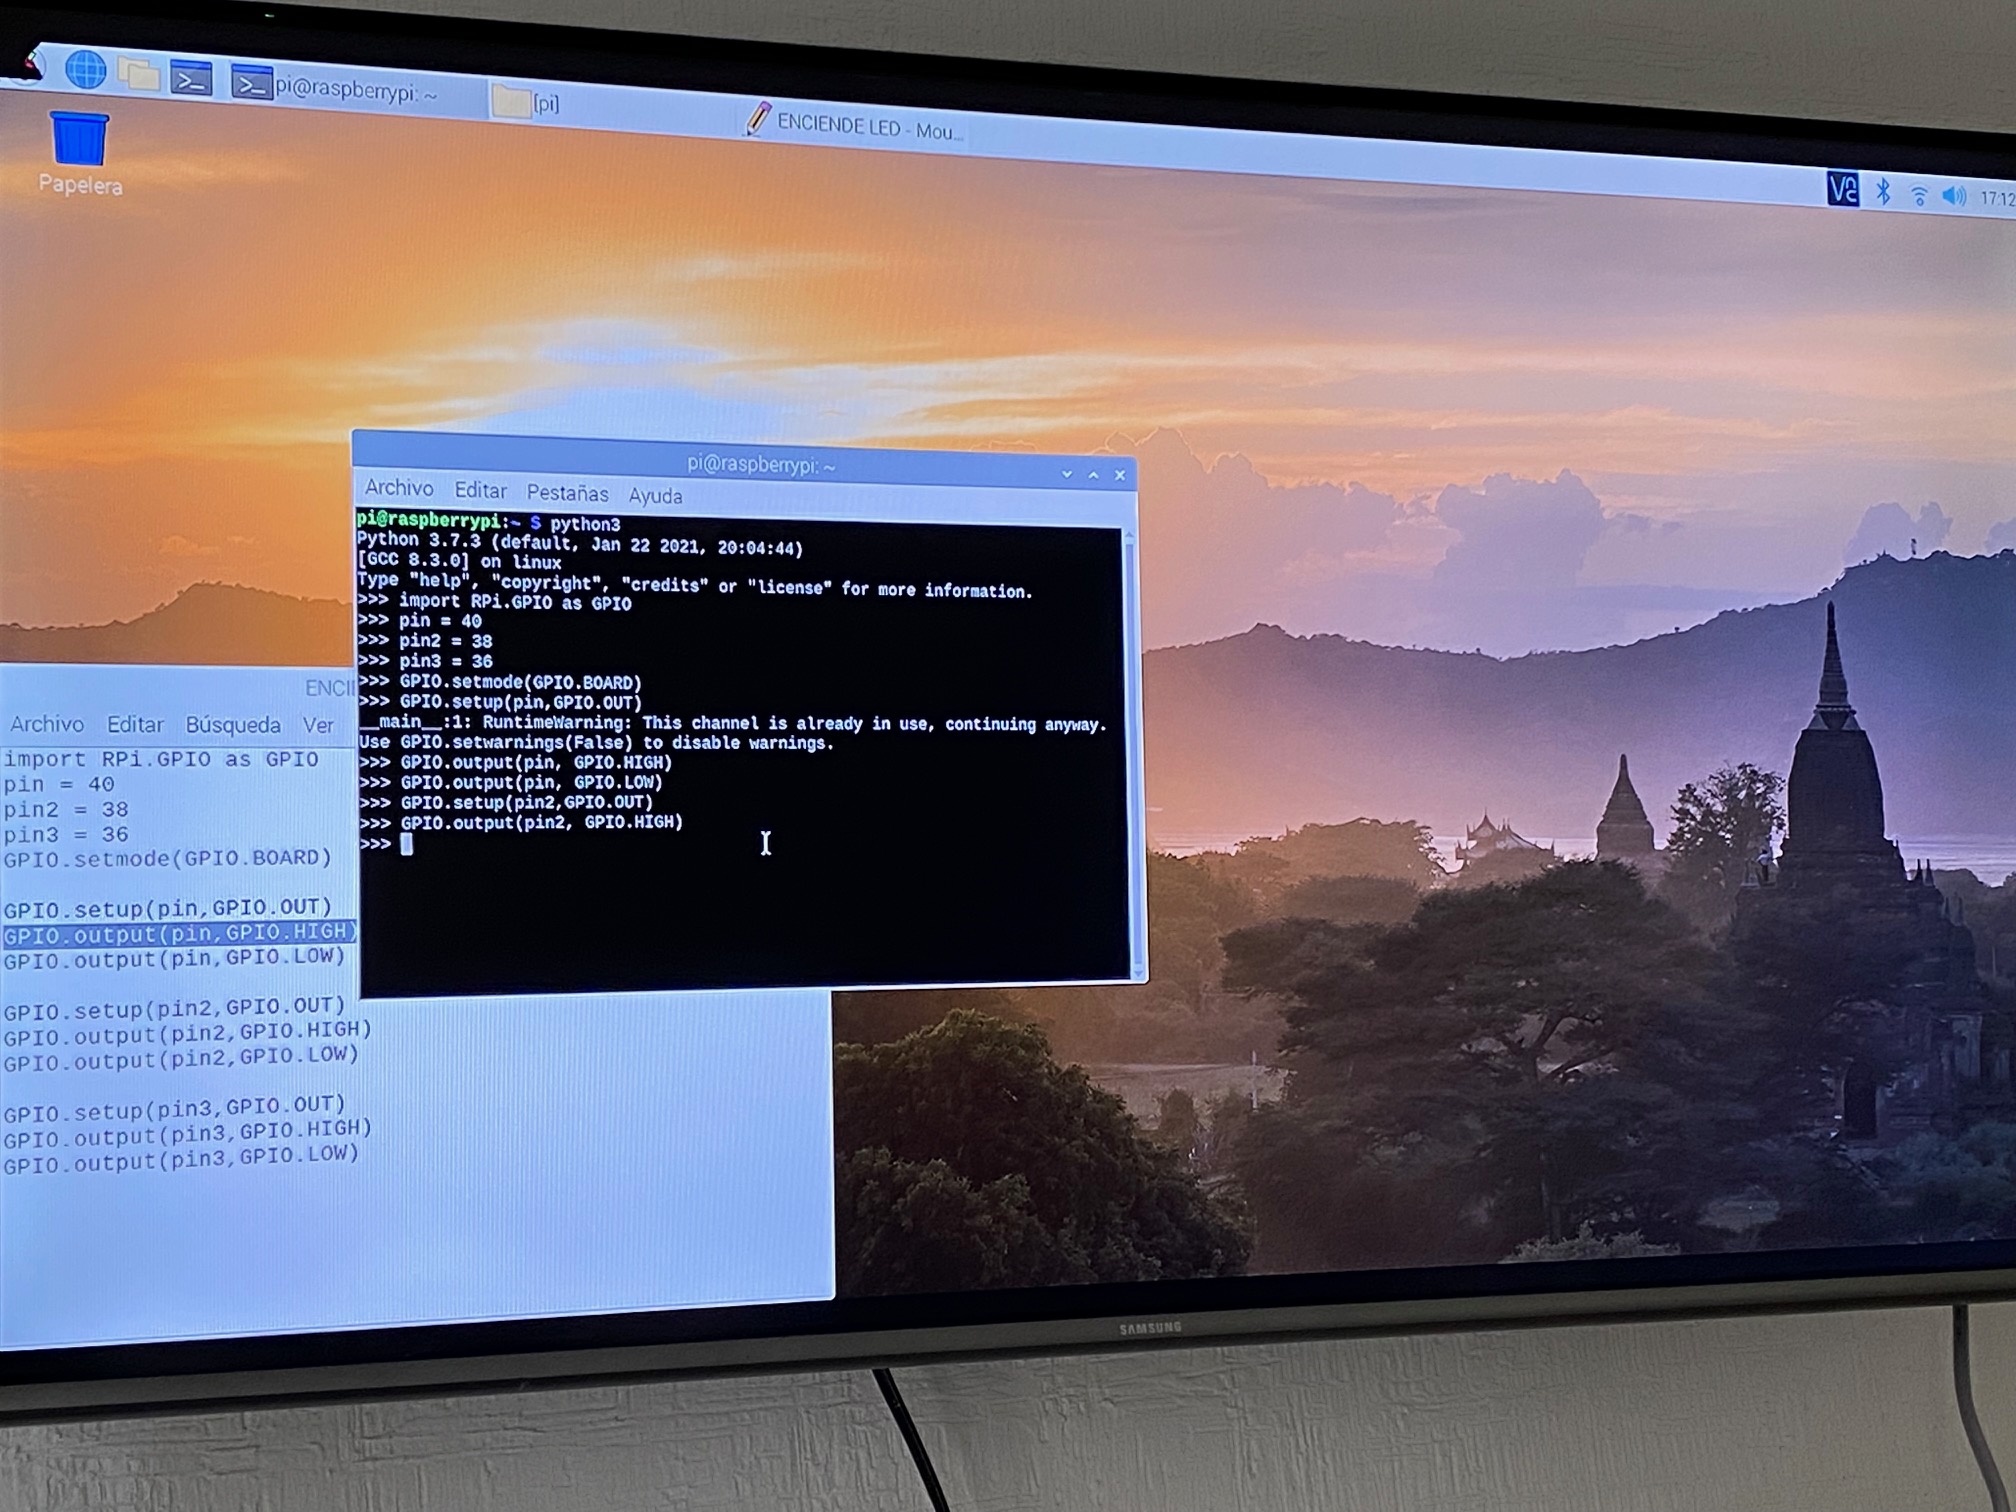 pi@raspberrypi: ~
[pi]
ENCIENDE LED - Mou...
17:12
Papelera
pi@raspberrypi: ~
Archivo Editar Pestañas Ayuda
pi@raspberrypi:~ $ python3
Python 3.7.3 (default, Jan 22 2021, 20:04:44)
[GCC 8.3.0] on linux
Type "help", "copyright", "credits" or "license" for more information.
>>> import RPi.GPIO as GPIO
>>> pin = 40
>>> pin2 = 38
>>> pin3 = 36
>>> GPIO.setmode(GPIO.BOARD)
>>> GPIO.setup(pin,GPIO.OUT)
__main__:1: RuntimeWarning: This channel is already in use, continuing anyway.
Use GPIO.setwarnings(False) to disable warnings.
>>> GPIO.output(pin, GPIO.HIGH)
>>> GPIO.output(pin, GPIO.LOW)
>>> GPIO.setup(pin2,GPIO.OUT)
>>> GPIO.output(pin2, GPIO.HIGH)
>>>
ENCIE
Archivo Editar Búsqueda Ver
import RPi.GPIO as GPIO
pin = 40
pin2 = 38
pin3 = 36
GPIO.setmode(GPIO.BOARD)
GPIO.setup(pin,GPIO.OUT)
GPIO.output(pin,GPIO.HIGH)
GPIO.output(pin,GPIO.LOW)
GPIO.setup(pin2,GPIO.OUT)
GPIO.output(pin2,GPIO.HIGH)
GPIO.output(pin2,GPIO.LOW)
GPIO.setup(pin3,GPIO.OUT)
GPIO.output(pin3,GPIO.HIGH)
GPIO.output(pin3,GPIO.LOW)
SAMSUNG